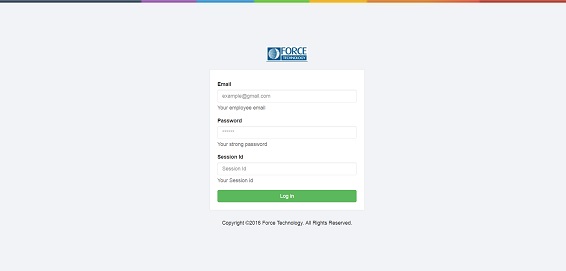 FORCE
TECHNOLOGY
Email
example@gmail.com
Your employee email
Password
******
Your strong password
Session Id
Session Id
Your Session Id
Log in
Copyright ©2016 Force Technology. All Rights Reserved.